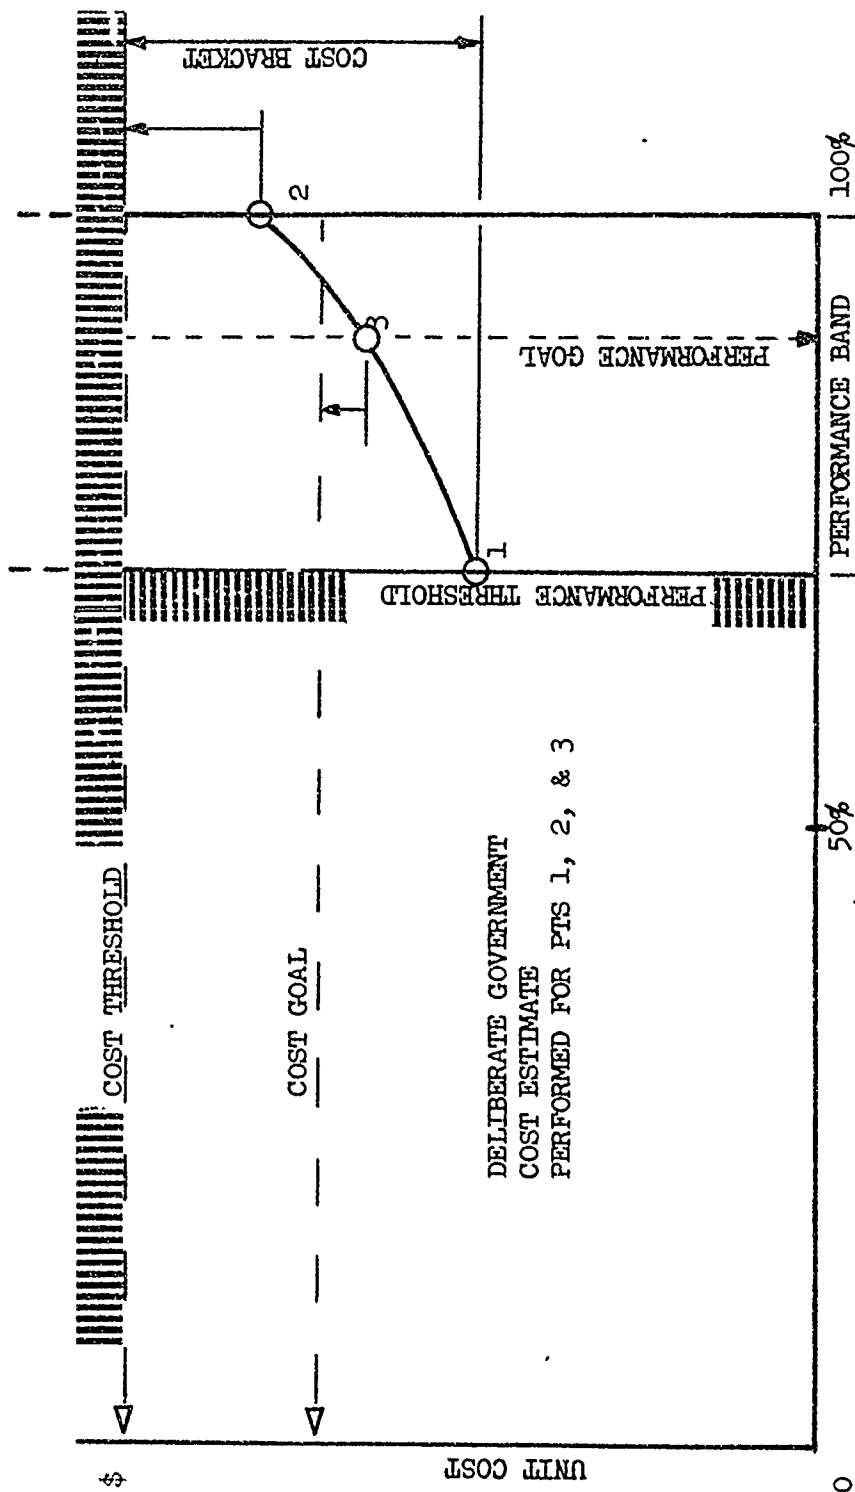 $
COST THRESHOLD
COST GOAL
COST BRACKET
2
3
1
PERFORMANCE THRESHOLD
PERFORMANCE GOAL
DELIBERATE GOVERNMENT
COST ESTIMATE
PERFORMED FOR PTS 1, 2, & 3
UNIT COST
0
50%
PERFORMANCE BAND
100%